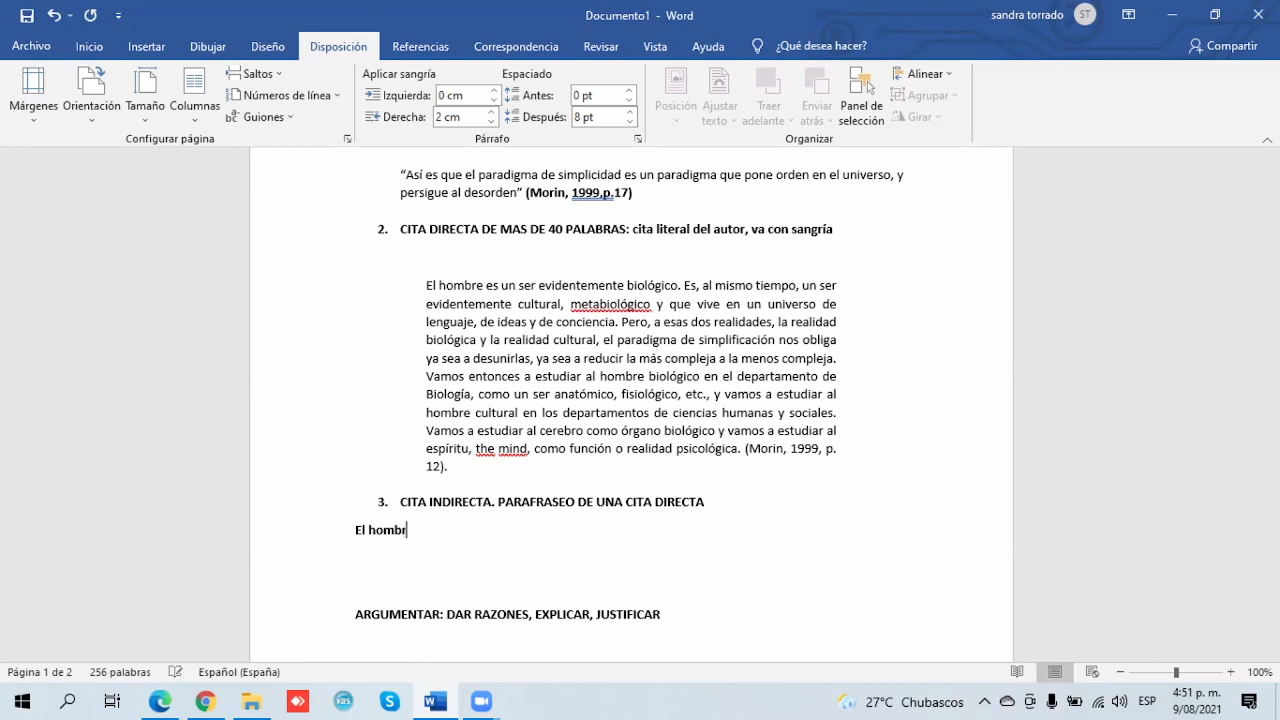 Documento1 - Word
sandra torrado
ST
Archivo
Inicio
Insertar
Dibujar
Diseño
Disposición
Referencias
Correspondencia
Revisar
Vista
Ayuda
¿Qué desea hacer?
Compartir
Márgenes
Orientación
Tamaño
Columnas
Saltos
Números de línea
Guiones
Configurar página
Aplicar sangría
Izquierda: 0 cm
Derecha: 2 cm
Espaciado
Antes: 0 pt
Después: 8 pt
Párrafo
Posición
Ajustar texto
Traer adelante
Enviar atrás
Panel de selección
Alinear
Agrupar
Girar
Organizar
“Así es que el paradigma de simplicidad es un paradigma que pone orden en el universo, y
persigue al desorden” (Morin, 1999,p.17)
2. CITA DIRECTA DE MAS DE 40 PALABRAS: cita literal del autor, va con sangría
El hombre es un ser evidentemente biológico. Es, al mismo tiempo, un ser
evidentemente cultural, metabiológico y que vive en un universo de
lenguaje, de ideas y de conciencia. Pero, a esas dos realidades, la realidad
biológica y la realidad cultural, el paradigma de simplificación nos obliga
ya sea a desunirlas, ya sea a reducir la más compleja a la menos compleja.
Vamos entonces a estudiar al hombre biológico en el departamento de
Biología, como un ser anatómico, fisiológico, etc., y vamos a estudiar al
hombre cultural en los departamentos de ciencias humanas y sociales.
Vamos a estudiar al cerebro como órgano biológico y vamos a estudiar al
espíritu, the mind, como función o realidad psicológica. (Morin, 1999, p.
12).
3. CITA INDIRECTA. PARAFRASEO DE UNA CITA DIRECTA
El hombr
ARGUMENTAR: DAR RAZONES, EXPLICAR, JUSTIFICAR
Página 1 de 2
256 palabras
Español (España)
100%
27°C Chubascos
ESP
4:51 p. m.
9/08/2021